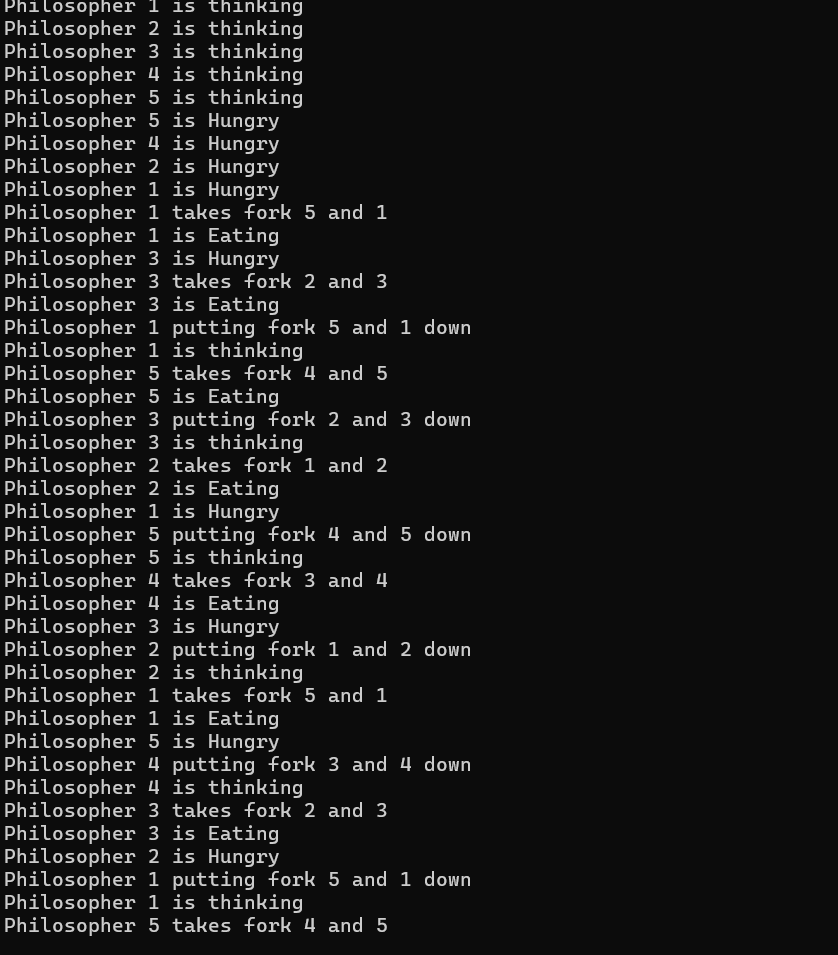 Philosopher 1 is thinking
Philosopher 2 is thinking
Philosopher 3 is thinking
Philosopher 4 is thinking
Philosopher 5 is thinking
Philosopher 5 is Hungry
Philosopher 4 is Hungry
Philosopher 2 is Hungry
Philosopher 1 is Hungry
Philosopher 1 takes fork 5 and 1
Philosopher 1 is Eating
Philosopher 3 is Hungry
Philosopher 3 takes fork 2 and 3
Philosopher 3 is Eating
Philosopher 1 putting fork 5 and 1 down
Philosopher 1 is thinking
Philosopher 5 takes fork 4 and 5
Philosopher 5 is Eating
Philosopher 3 putting fork 2 and 3 down
Philosopher 3 is thinking
Philosopher 2 takes fork 1 and 2
Philosopher 2 is Eating
Philosopher 1 is Hungry
Philosopher 5 putting fork 4 and 5 down
Philosopher 5 is thinking
Philosopher 4 takes fork 3 and 4
Philosopher 4 is Eating
Philosopher 3 is Hungry
Philosopher 2 putting fork 1 and 2 down
Philosopher 2 is thinking
Philosopher 1 takes fork 5 and 1
Philosopher 1 is Eating
Philosopher 5 is Hungry
Philosopher 4 putting fork 3 and 4 down
Philosopher 4 is thinking
Philosopher 3 takes fork 2 and 3
Philosopher 3 is Eating
Philosopher 2 is Hungry
Philosopher 1 putting fork 5 and 1 down
Philosopher 1 is thinking
Philosopher 5 takes fork 4 and 5